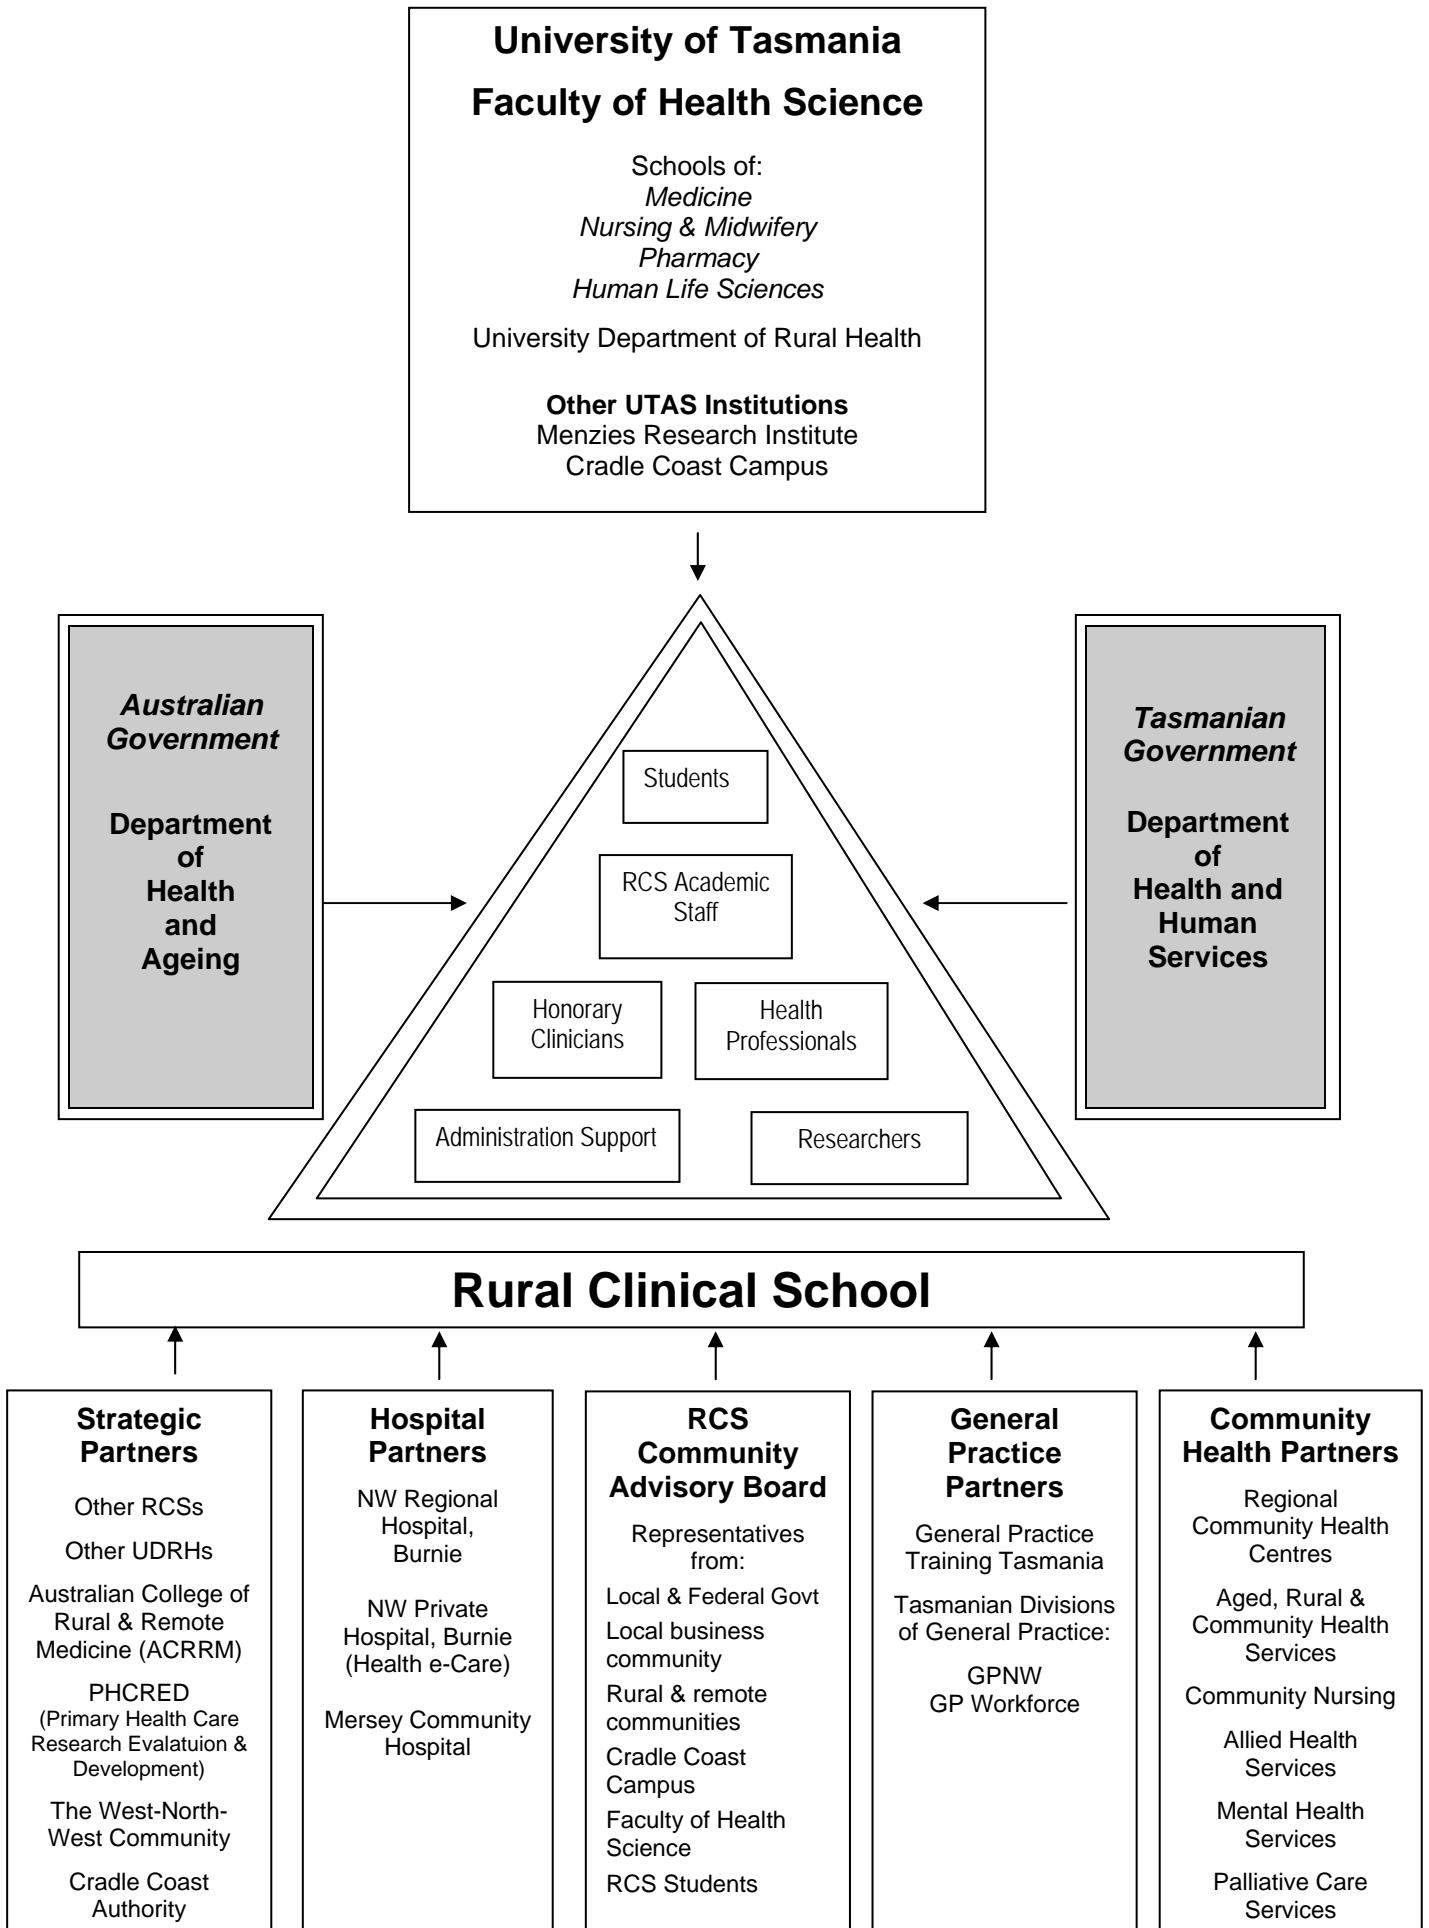 University of Tasmania
Faculty of Health Science
Schools of:
Medicine
Nursing & Midwifery
Pharmacy
Human Life Sciences
University Department of Rural Health
Other UTAS Institutions
Menzies Research Institute
Cradle Coast Campus
Australian
Government
Department
of
Health
and
Ageing
Students
RCS Academic
Staff
Honorary
Clinicians
Health
Professionals
Administration Support
Researchers
Tasmanian
Government
Department
of
Health and
Human
Services
Rural Clinical School
Strategic
Partners
Other RCSs
Other UDRHs
Australian College of
Rural & Remote
Medicine (ACRRM)
PHCRED
(Primary Health Care
Research Evalatuion &
Development)
The West-North-
West Community
Cradle Coast
Authority
Hospital
Partners
NW Regional
Hospital,
Burnie
NW Private
Hospital, Burnie
(Health e-Care)
Mersey Community
Hospital
RCS
Community
Advisory Board
Representatives
from:
Local & Federal Govt
Local business
community
Rural & remote
communities
Cradle Coast
Campus
Faculty of Health
Science
RCS Students
General
Practice
Partners
General Practice
Training Tasmania
Tasmanian Divisions
of General Practice:
GPNW
GP Workforce
Community
Health Partners
Regional
Community Health
Centres
Aged, Rural &
Community Health
Services
Community Nursing
Allied Health
Services
Mental Health
Services
Palliative Care
Services